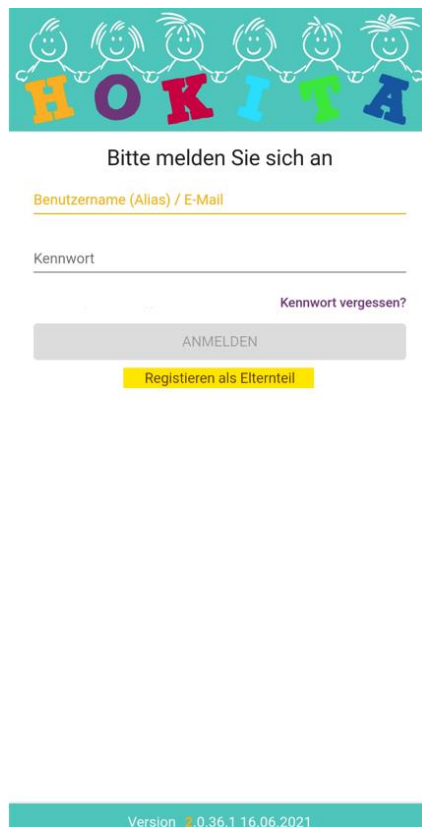 HOKITA
Bitte melden Sie sich an
Benutzername (Alias) / E-Mail
Kennwort
Kennwort vergessen?
ANMELDEN
Registieren als Elternteil
Version 2.0.36.1 16.06.2021